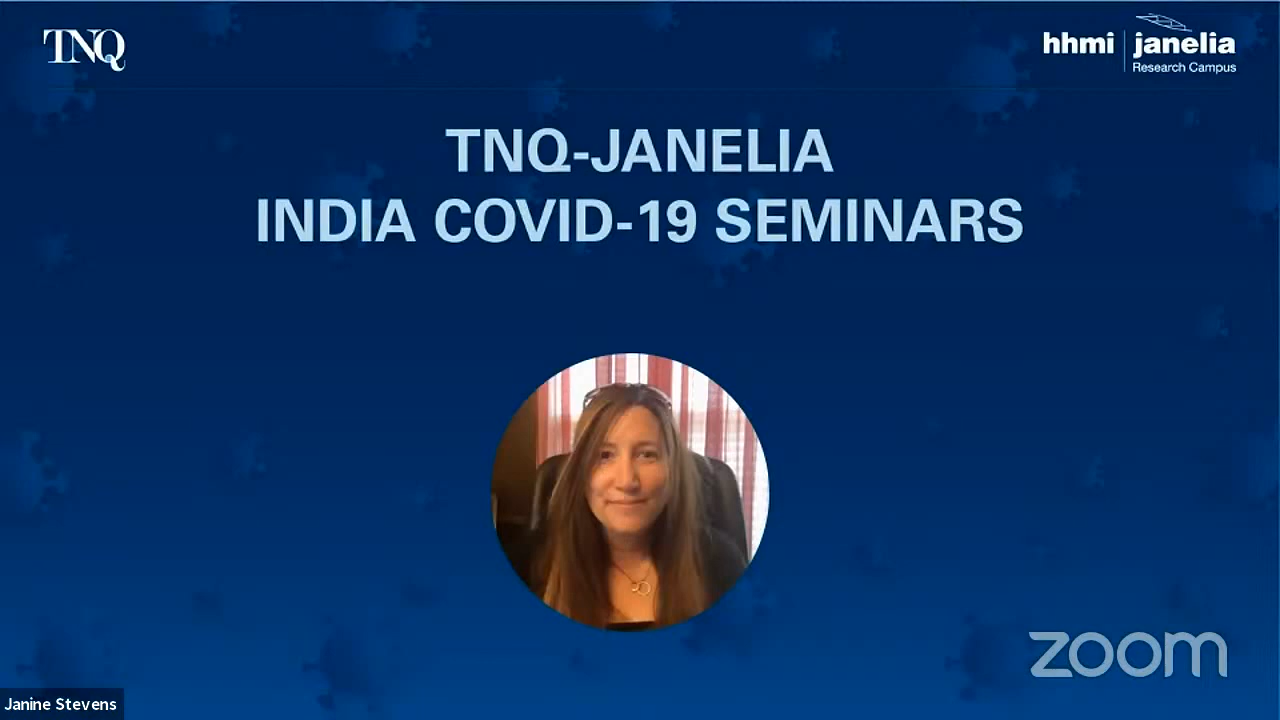 TNQ
hhmi janelia
Research Campus
TNQ-JANELIA
INDIA COVID-19 SEMINARS
zoom
Janine Stevens